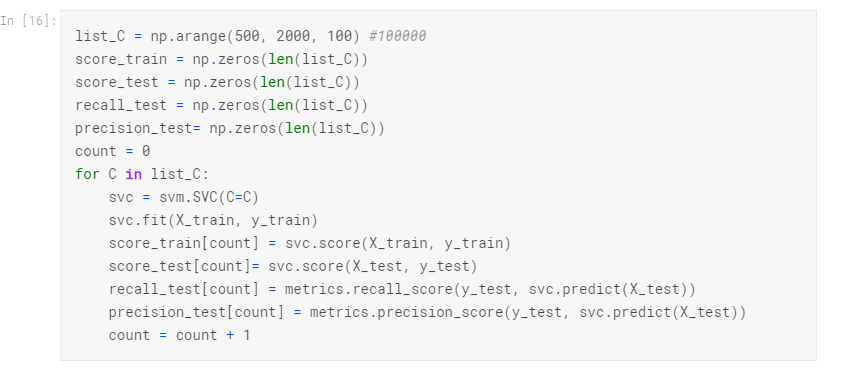 In [16]:
list_C = np.arange(500, 2000, 100) #100000
score_train = np.zeros(len(list_C))
score_test = np.zeros(len(list_C))
recall_test = np.zeros(len(list_C))
precision_test= np.zeros(len(list_C))
count = 0
for C in list_C:
    svc = svm.SVC(C=C)
    svc.fit(X_train, y_train)
    score_train[count] = svc.score(X_train, y_train)
    score_test[count]= svc.score(X_test, y_test)
    recall_test[count] = metrics.recall_score(y_test, svc.predict(X_test))
    precision_test[count] = metrics.precision_score(y_test, svc.predict(X_test))
    count = count + 1